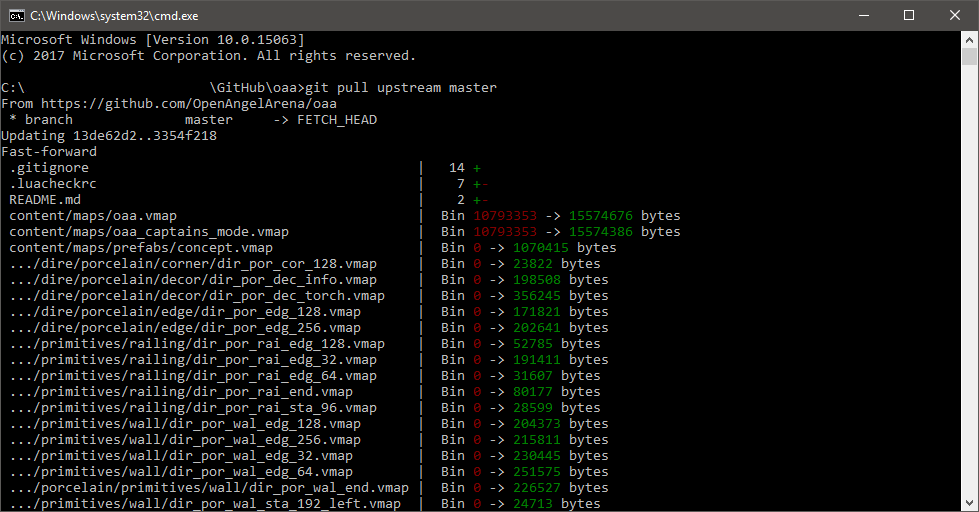 C:\Windows\system32\cmd.exe
Microsoft Windows [Version 10.0.15063]
(c) 2017 Microsoft Corporation. All rights reserved.
C:\ \GitHub\oaa>git pull upstream master
From https://github.com/OpenAngelArena/oaa
 * branch            master     -> FETCH_HEAD
Updating 13de62d2..3354f218
Fast-forward
 .gitignore                                         |   14 +
 .luacheckrc                                        |    7 +-
 README.md                                          |    2 +-
 content/maps/oaa.vmap                              |  Bin 10793353 -> 15574676 bytes
 content/maps/oaa_captains_mode.vmap                |  Bin 10793353 -> 15574386 bytes
 content/maps/prefabs/concept.vmap                  |  Bin 0 -> 1070415 bytes
 .../dire/porcelain/corner/dir_por_cor_128.vmap     |  Bin 0 -> 23822 bytes
 .../dire/porcelain/decor/dir_por_dec_info.vmap     |  Bin 0 -> 198508 bytes
 .../dire/porcelain/decor/dir_por_dec_torch.vmap    |  Bin 0 -> 356245 bytes
 .../dire/porcelain/edge/dir_por_edg_128.vmap       |  Bin 0 -> 171821 bytes
 .../dire/porcelain/edge/dir_por_edg_256.vmap       |  Bin 0 -> 202641 bytes
 .../primitives/railing/dir_por_rai_edg_128.vmap    |  Bin 0 -> 52785 bytes
 .../primitives/railing/dir_por_rai_edg_32.vmap     |  Bin 0 -> 191411 bytes
 .../primitives/railing/dir_por_rai_edg_64.vmap     |  Bin 0 -> 31607 bytes
 .../primitives/railing/dir_por_rai_end.vmap        |  Bin 0 -> 80177 bytes
 .../primitives/railing/dir_por_rai_sta_96.vmap     |  Bin 0 -> 28599 bytes
 .../primitives/wall/dir_por_wal_edg_128.vmap       |  Bin 0 -> 204373 bytes
 .../primitives/wall/dir_por_wal_edg_256.vmap       |  Bin 0 -> 215811 bytes
 .../primitives/wall/dir_por_wal_edg_32.vmap        |  Bin 0 -> 230445 bytes
 .../primitives/wall/dir_por_wal_edg_64.vmap        |  Bin 0 -> 251575 bytes
 .../porcelain/primitives/wall/dir_por_wal_end.vmap |  Bin 0 -> 226527 bytes
 .../primitives/wall/dir_por_wal_sta_192_left.vmap  |  Bin 0 -> 24713 bytes